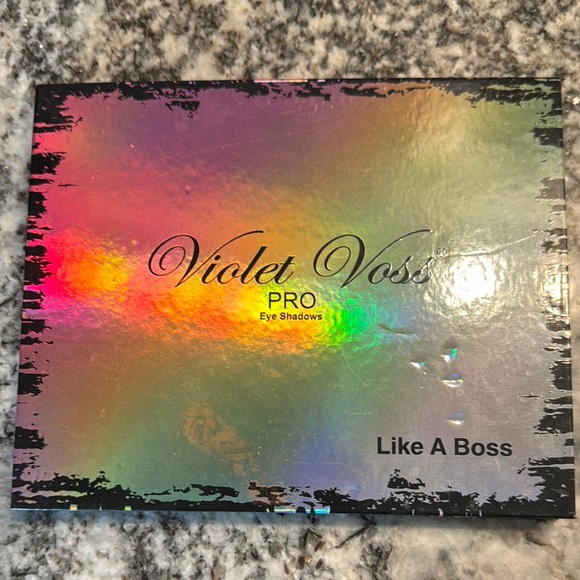 Violet Voss®
PRO
Eye Shadows
Like A Boss